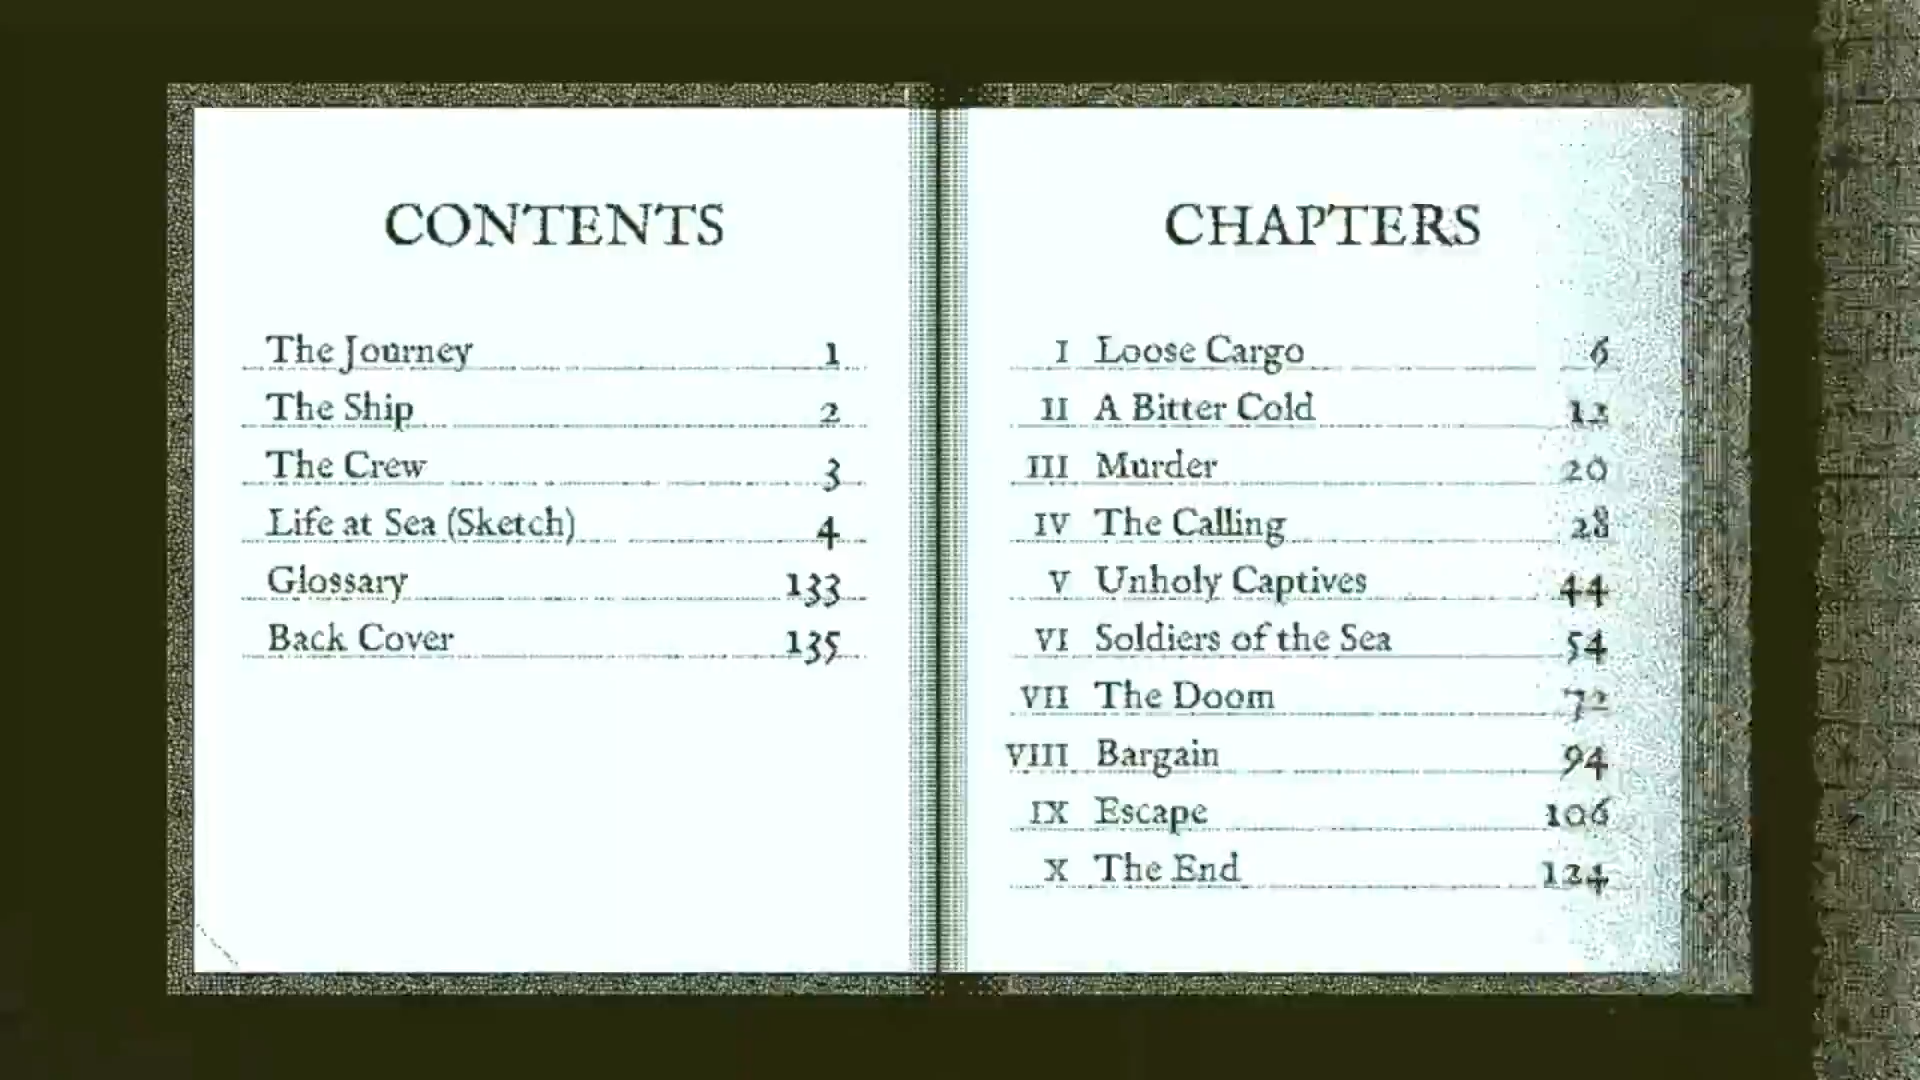 CONTENTS
The Journey 1
The Ship 2
The Crew 3
Life at Sea (Sketch) 4
Glossary 133
Back Cover 135
CHAPTERS
I Loose Cargo 6
II A Bitter Cold
III Murder 20
IV The Calling 28
V Unholy Captives 44
VI Soldiers of the Sea 54
VII The Doom 72
VIII Bargain 94
IX Escape 106
X The End 124